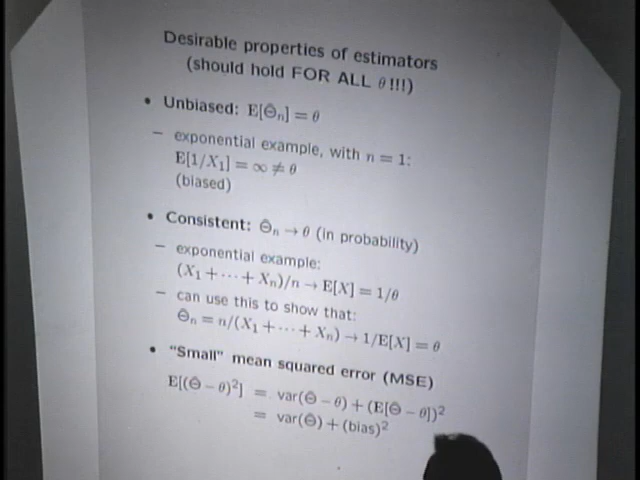 Desirable properties of estimators
(should hold FOR ALL θ !!!)
• Unbiased: E[Θ̂ₙ] = θ
– exponential example, with n = 1:
E[1/X₁] = ∞ ≠ θ
(biased)
• Consistent: Θ̂ₙ → θ (in probability)
– exponential example:
(X₁ + ··· + Xₙ)/n → E[X] = 1/θ
– can use this to show that:
Θ̂ₙ = n/(X₁ + ··· + Xₙ) → 1/E[X] = θ
• "Small" mean squared error (MSE)
E[(Θ̂ − θ)²] = var(Θ̂ − θ) + (E[Θ̂ − θ])²
= var(Θ̂) + (bias)²